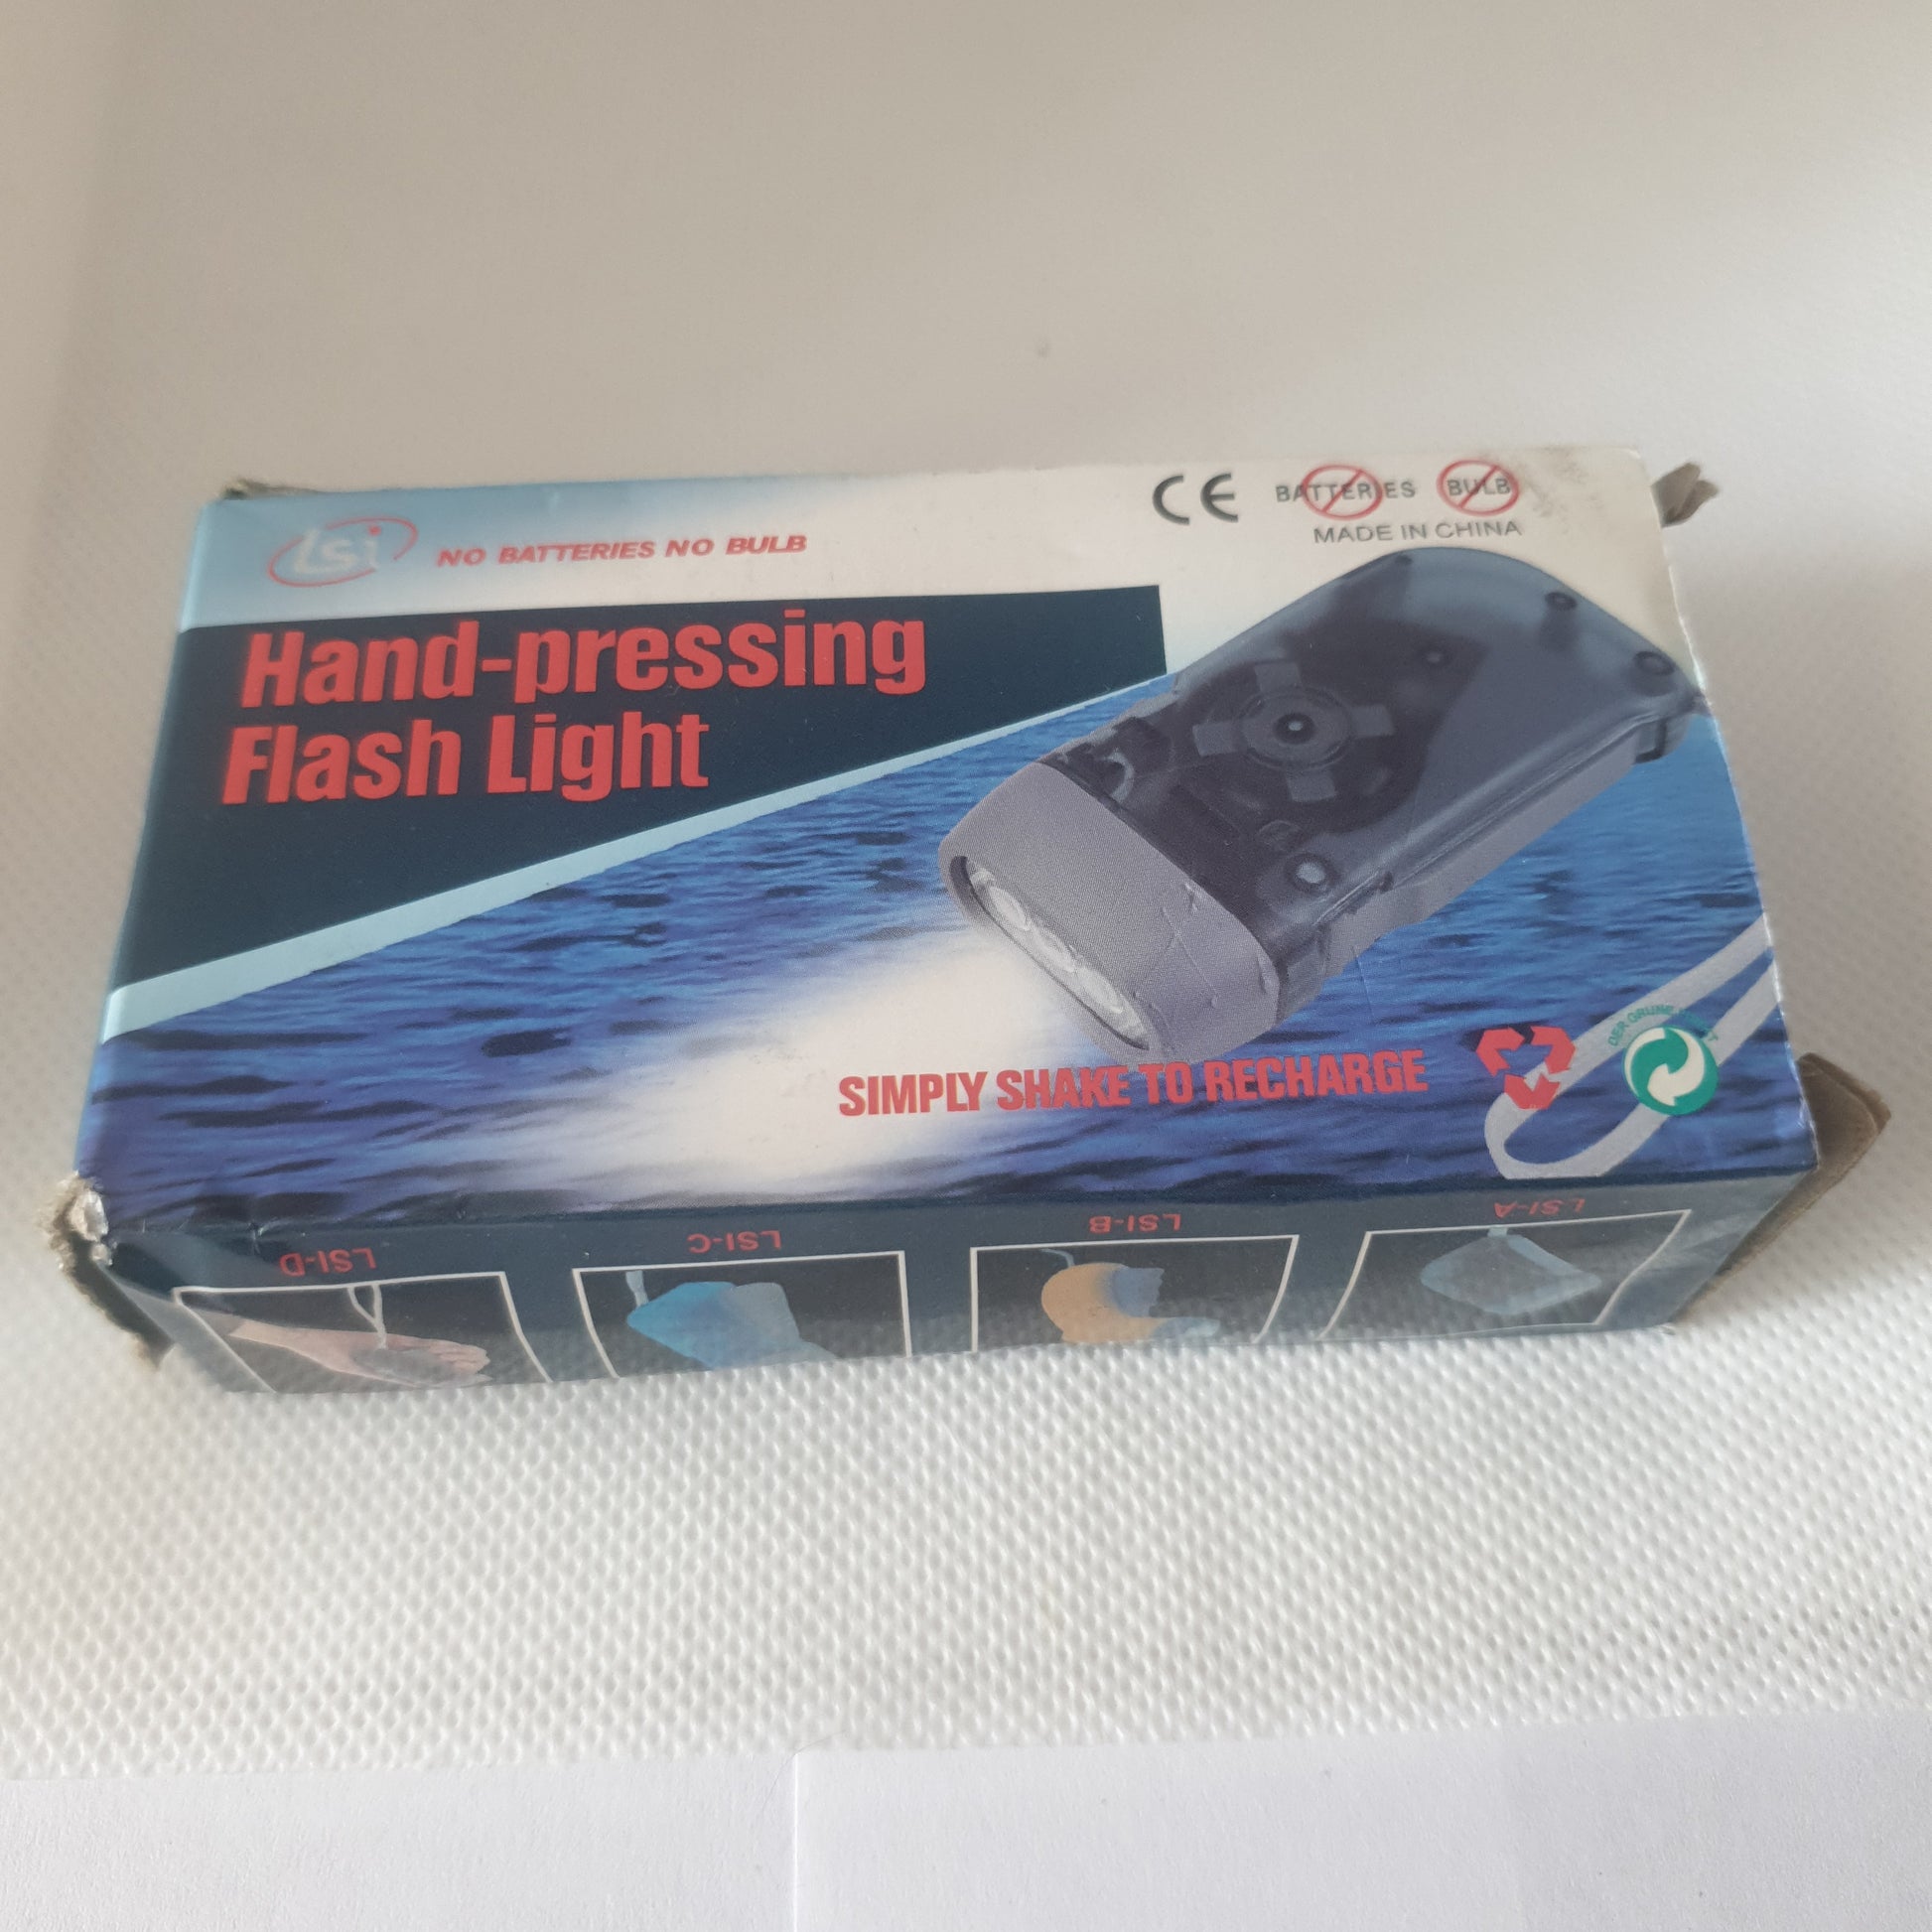 lsi
NO BATTERIES NO BULB
CE
BATTERIES BULB
MADE IN CHINA
Hand-pressing
Flash Light
SIMPLY SHAKE TO RECHARGE
LSI-A
LSI-B
LSI-C
LSI-D